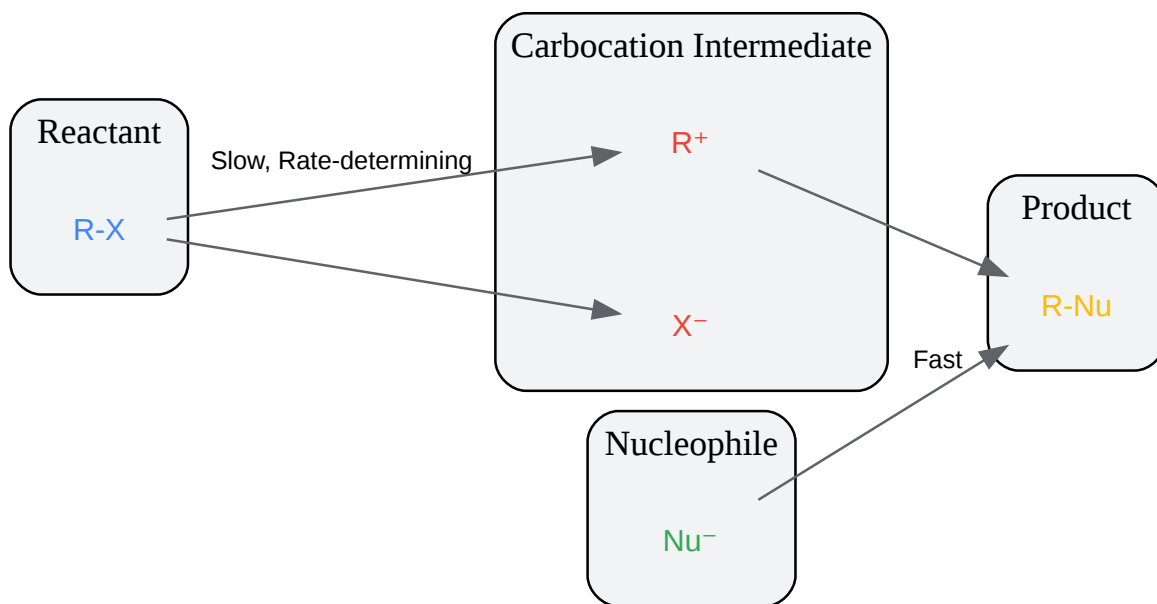 Carbocation Intermediate
Reactant
R⁺
Slow, Rate-determining
R-X
Product
R-Nu
X⁻
Fast
Nucleophile
Nu⁻